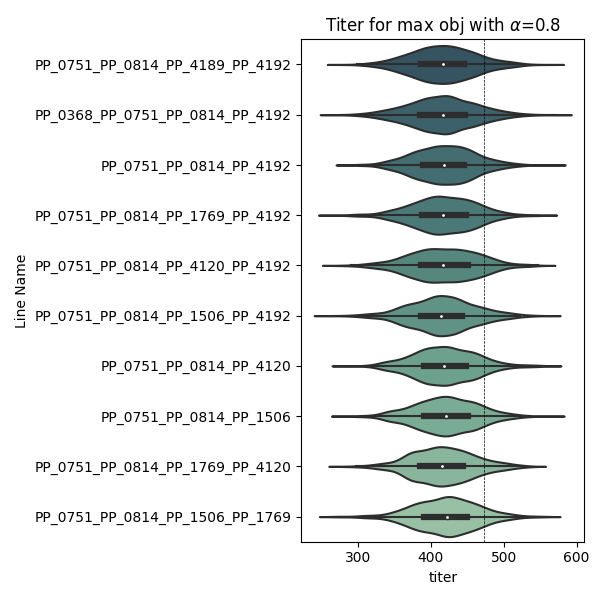 Titer for max obj with α=0.8
PP_0751_PP_0814_PP_4189_PP_4192
PP_0368_PP_0751_PP_0814_PP_4192
PP_0751_PP_0814_PP_4192
PP_0751_PP_0814_PP_1769_PP_4192
PP_0751_PP_0814_PP_4120_PP_4192
PP_0751_PP_0814_PP_1506_PP_4192
PP_0751_PP_0814_PP_4120
PP_0751_PP_0814_PP_1506
PP_0751_PP_0814_PP_1769_PP_4120
PP_0751_PP_0814_PP_1506_PP_1769
Line Name
300 400 500 600
titer